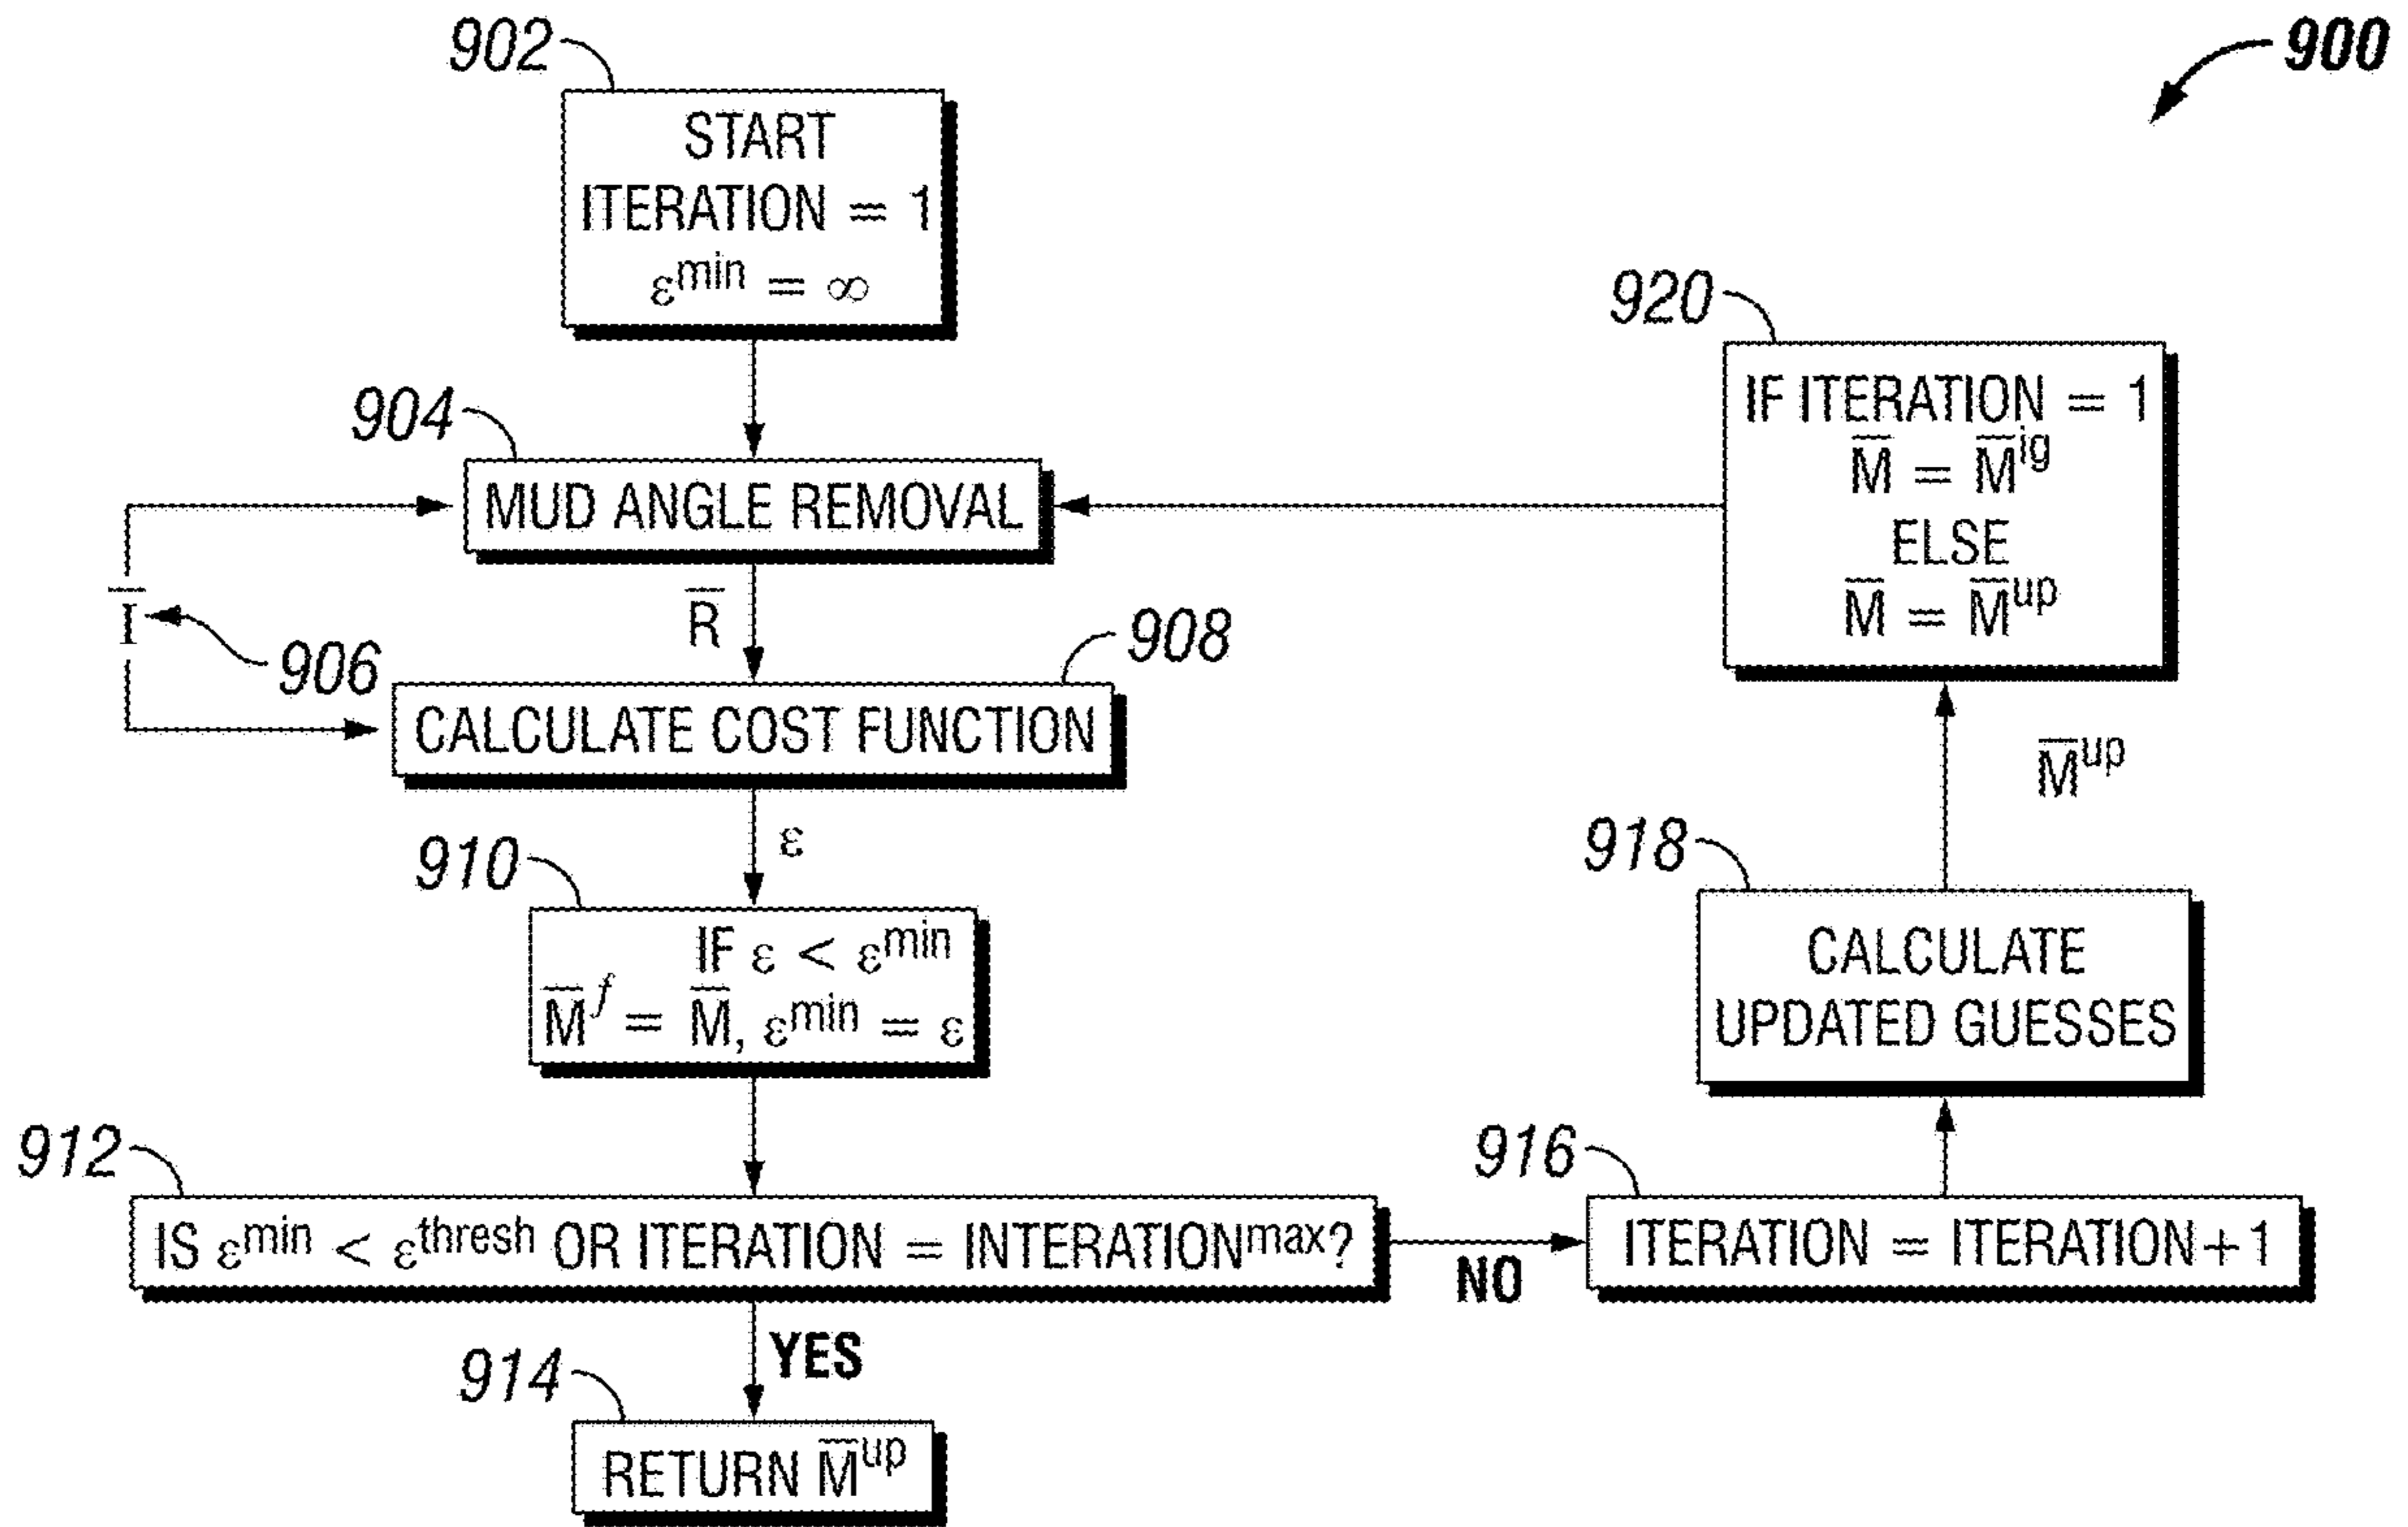 900
902
START
ITERATION = 1
ε^min = ∞
904
MUD ANGLE REMOVAL
I̅
906
R̅
908
CALCULATE COST FUNCTION
ε
910
IF ε < ε^min
M̅^f = M̅, ε^min = ε
912
IS ε^min < ε^thresh OR ITERATION = INTERATION^max?
YES
914
RETURN M̅^up
NO
916
ITERATION = ITERATION+1
918
CALCULATE
UPDATED GUESSES
M̅^up
920
IF ITERATION = 1
M̅ = M̅^ig
ELSE
M̅ = M̅^up